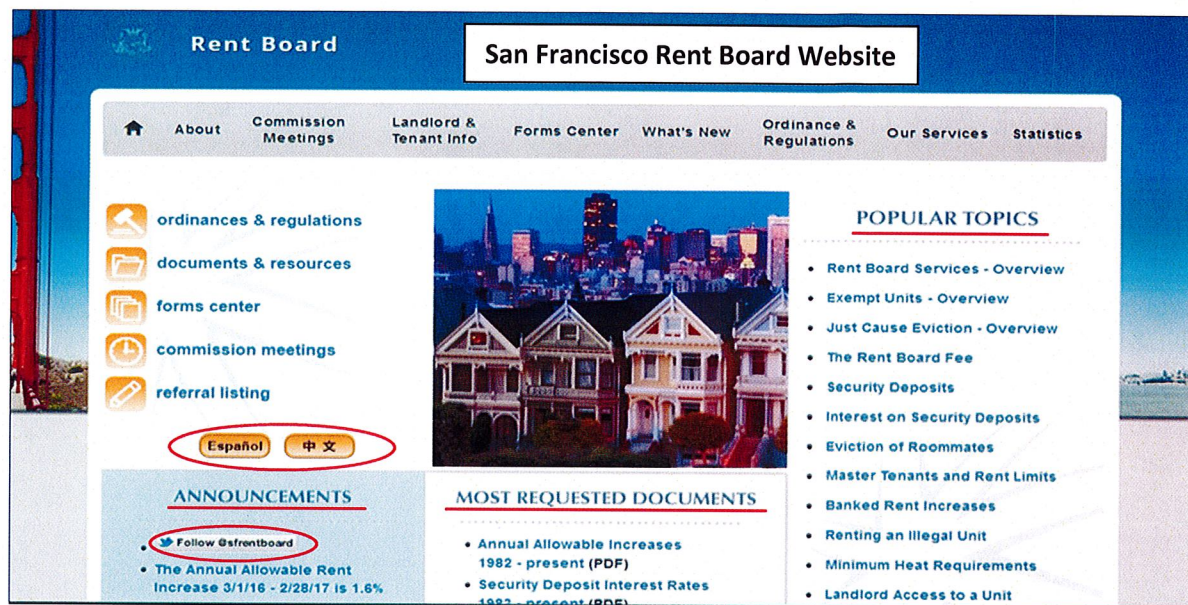 Rent Board
San Francisco Rent Board Website
About
Commission
Meetings
Landlord &
Tenant Info
Forms Center
What's New
Ordinance &
Regulations
Our Services
Statistics
ordinances & regulations
documents & resources
forms center
commission meetings
referral listing
Español
中文
ANNOUNCEMENTS
Follow @sfrentboard
The Annual Allowable Rent
Increase 3/1/16 - 2/28/17 is 1.6%
MOST REQUESTED DOCUMENTS
Annual Allowable Increases
1982 - present (PDF)
Security Deposit Interest Rates
1982 - present (PDF)
POPULAR TOPICS
Rent Board Services - Overview
Exempt Units - Overview
Just Cause Eviction - Overview
The Rent Board Fee
Security Deposits
Interest on Security Deposits
Eviction of Roommates
Master Tenants and Rent Limits
Banked Rent Increases
Renting an Illegal Unit
Minimum Heat Requirements
Landlord Access to a Unit